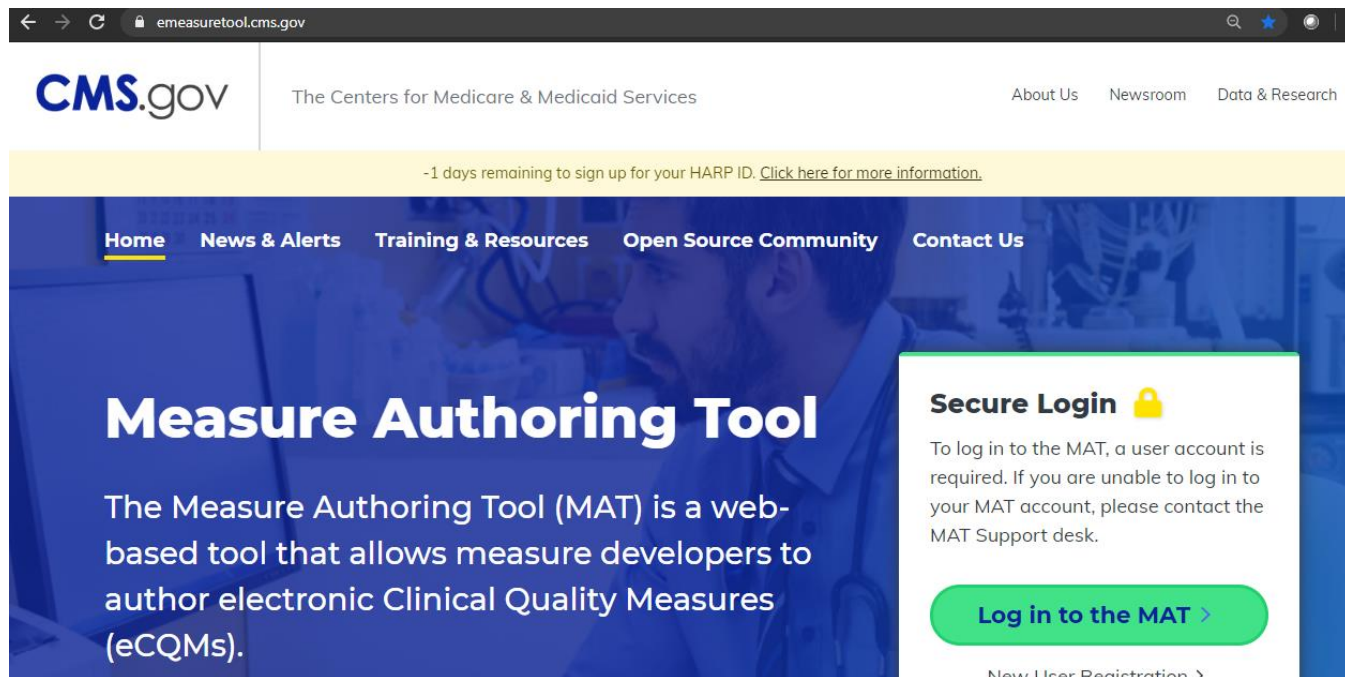 emeasuretool.cms.gov
CMS.gov
The Centers for Medicare & Medicaid Services
About Us Newsroom Data & Research
-1 days remaining to sign up for your HARP ID. Click here for more information.
Home News & Alerts Training & Resources Open Source Community Contact Us
Measure Authoring Tool
The Measure Authoring Tool (MAT) is a web-
based tool that allows measure developers to
author electronic Clinical Quality Measures
(eCQMs).
Secure Login
To log in to the MAT, a user account is
required. If you are unable to log in to
your MAT account, please contact the
MAT Support desk.
Log in to the MAT >
New User Registration >